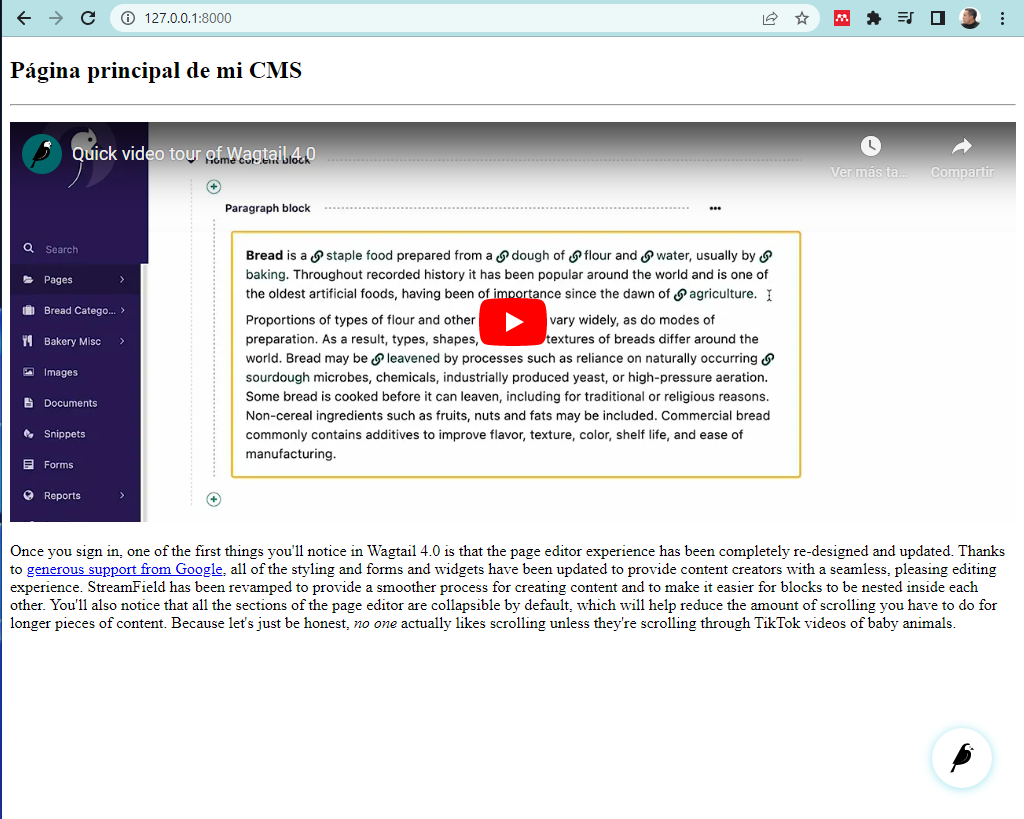 127.0.0.1:8000
Página principal de mi CMS
Quick video tour of Wagtail 4.0
Home content block
Ver más ta...
Compartir
Paragraph block
Search
Pages
Bread Catego...
Bakery Misc
Images
Documents
Snippets
Forms
Reports
Bread is a staple food prepared from a dough of flour and water, usually by
baking. Throughout recorded history it has been popular around the world and is one of
the oldest artificial foods, having been of importance since the dawn of agriculture.
Proportions of types of flour and other vary widely, as do modes of
preparation. As a result, types, shapes, textures of breads differ around the
world. Bread may be leavened by processes such as reliance on naturally occurring
sourdough microbes, chemicals, industrially produced yeast, or high-pressure aeration.
Some bread is cooked before it can leaven, including for traditional or religious reasons.
Non-cereal ingredients such as fruits, nuts and fats may be included. Commercial bread
commonly contains additives to improve flavor, texture, color, shelf life, and ease of
manufacturing.
Once you sign in, one of the first things you'll notice in Wagtail 4.0 is that the page editor experience has been completely re-designed and updated. Thanks
to generous support from Google, all of the styling and forms and widgets have been updated to provide content creators with a seamless, pleasing editing
experience. StreamField has been revamped to provide a smoother process for creating content and to make it easier for blocks to be nested inside each
other. You'll also notice that all the sections of the page editor are collapsible by default, which will help reduce the amount of scrolling you have to do for
longer pieces of content. Because let's just be honest, no one actually likes scrolling unless they're scrolling through TikTok videos of baby animals.